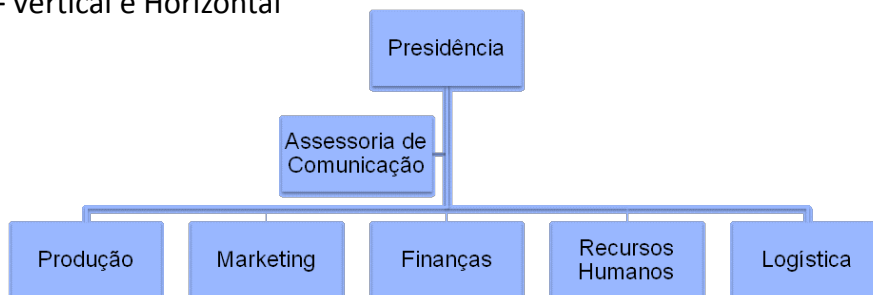 - Vertical e Horizontal
Presidência
Assessoria de
Comunicação
Produção
Marketing
Finanças
Recursos
Humanos
Logística